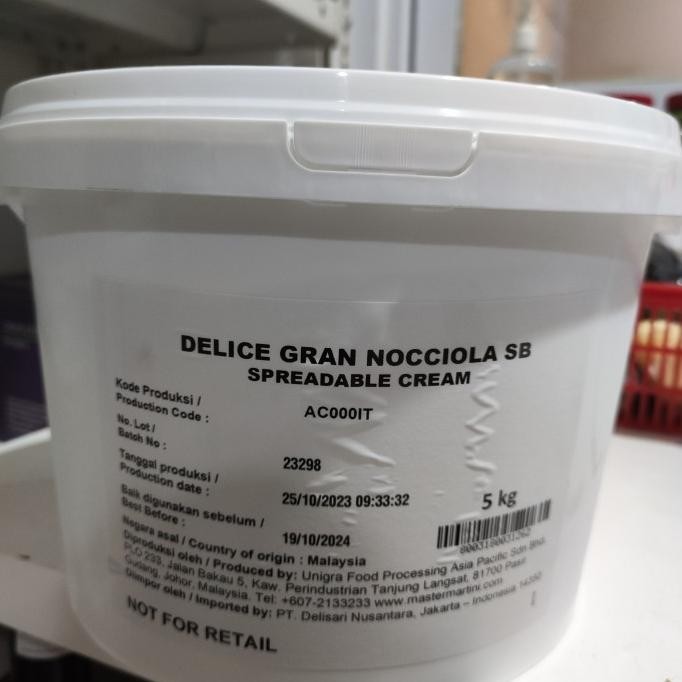 DELICE GRAN NOCCIOLA SB
SPREADABLE CREAM
Kode Produksi /
Production Code :
AC000IT
No. Lot /
Batch No :
23298
Tanggal produksi /
Production date :
25/10/2023 09:33:32
5 kg
Baik digunakan sebelum /
Best Before :
19/10/2024
8003180031262
Negara asal / Country of origin : Malaysia
Diproduksi oleh / Produced by: Unigra Food Processing Asia Pacific Sdn Bhd.
PLO 233, Jalan Bakau 5, Kaw. Perindustrian Tanjung Langsat, 81700 Pasir
Gudang, Johor, Malaysia. Tel: +607-2133233 www.mastermartini.com
Diimpor oleh / Imported by: PT. Delisari Nusantara, Jakarta – Indonesia 14350
NOT FOR RETAIL